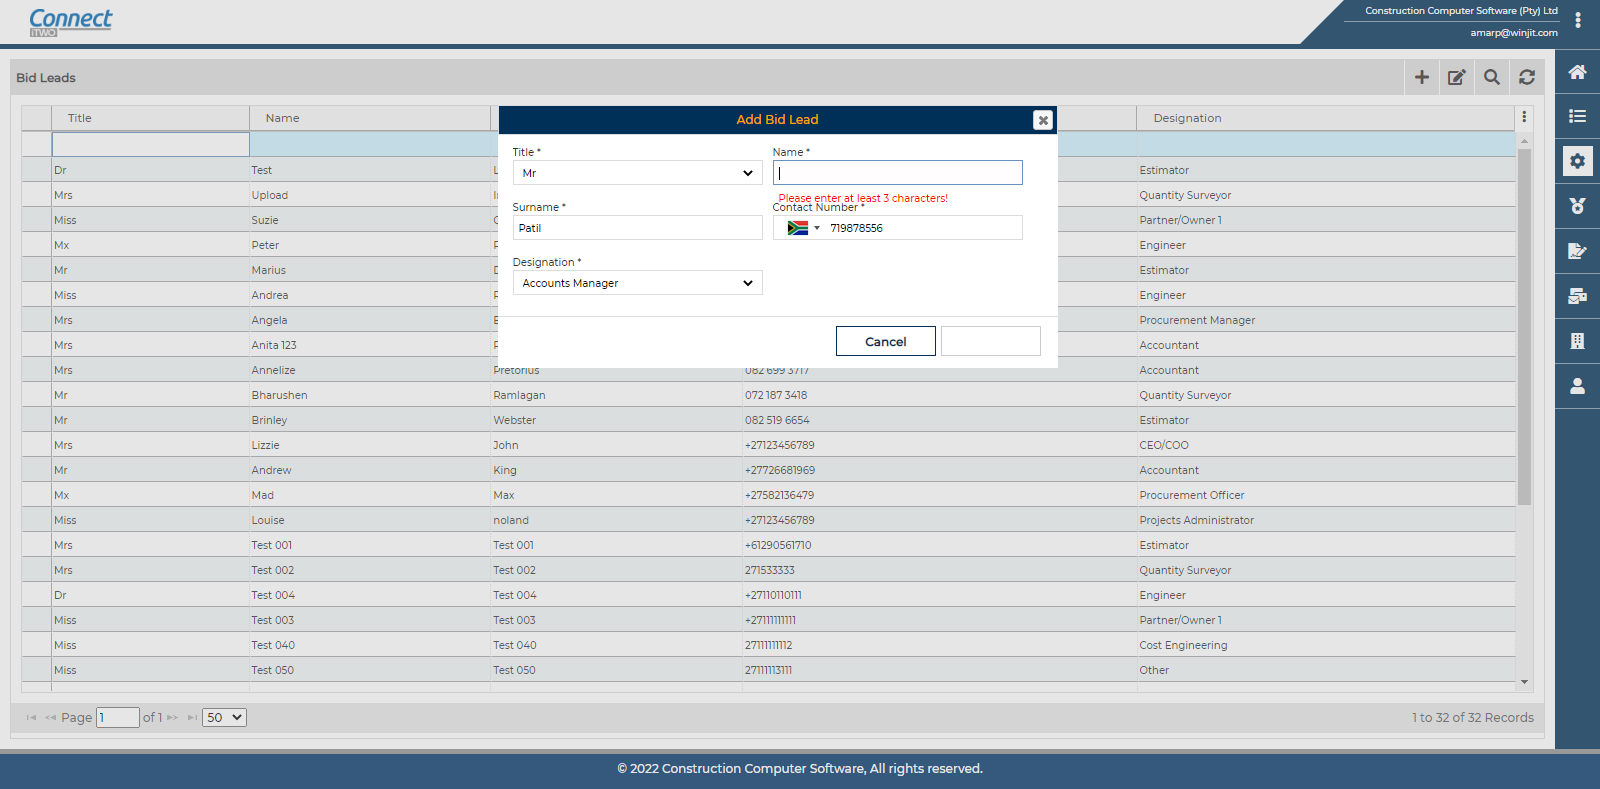 Connect
iTWO
Construction Computer Software (Pty) Ltd
amarp@winjit.com
Bid Leads
Title Name Designation
Add Bid Lead
Title * Name *
Mr
Please enter at least 3 characters!
Surname * Contact Number *
Patil 719878556
Designation *
Accounts Manager
Cancel
Dr Test Estimator
Mrs Upload Quantity Surveyor
Miss Suzie Partner/Owner 1
Mx Peter Engineer
Mr Marius Estimator
Miss Andrea Engineer
Mrs Angela Procurement Manager
Mrs Anita 123 Accountant
Mrs Annelize Pretorius 082 699 3717 Accountant
Mr Bharushen Ramlagan 072 187 3418 Quantity Surveyor
Mr Brinley Webster 082 519 6654 Estimator
Mrs Lizzie John +27123456789 CEO/COO
Mr Andrew King +27726681969 Accountant
Mx Mad Max +27582136479 Procurement Officer
Miss Louise noland +27123456789 Projects Administrator
Mrs Test 001 Test 001 +61290561710 Estimator
Mrs Test 002 Test 002 271533333 Quantity Surveyor
Dr Test 004 Test 004 +27110110111 Engineer
Miss Test 003 Test 003 +27111111111 Partner/Owner 1
Miss Test 040 Test 040 27111111112 Cost Engineering
Miss Test 050 Test 050 27111113111 Other
Page 1 of 1 50 1 to 32 of 32 Records
© 2022 Construction Computer Software, All rights reserved.